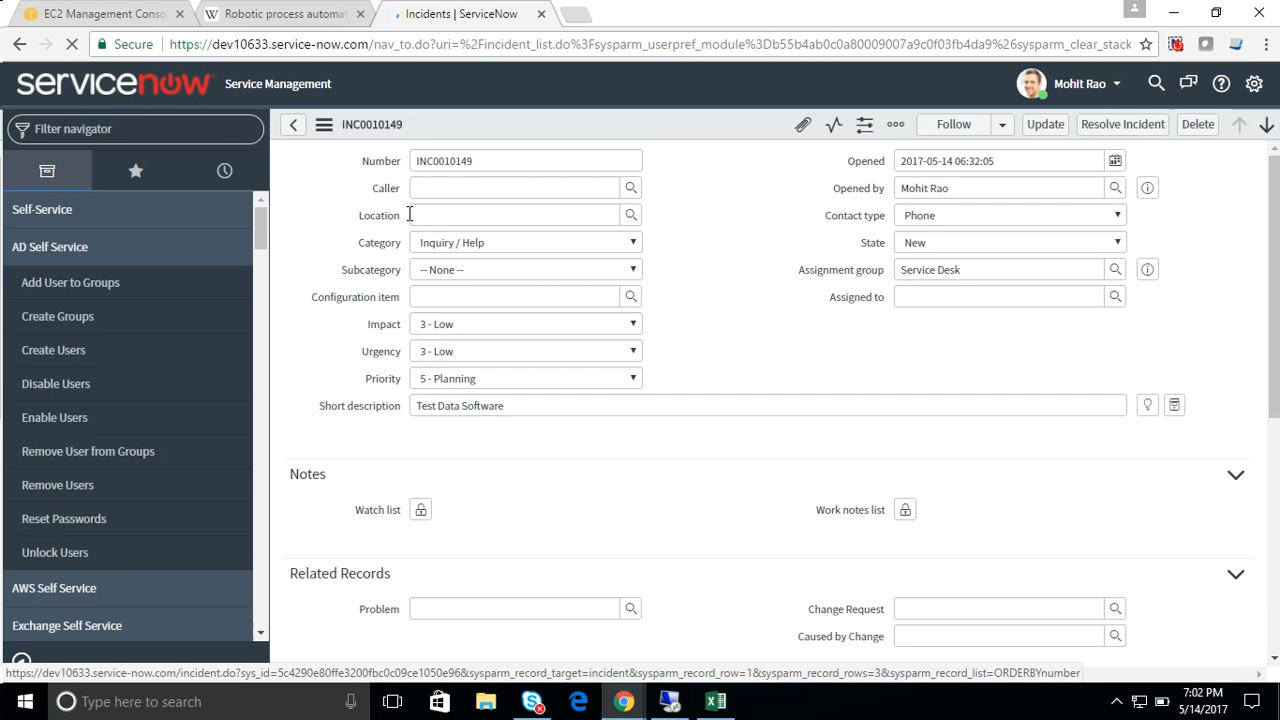 EC2 Management Conso
Robotic process automat
Incidents | ServiceNow
Secure
https://dev10633.service-now.com/nav_to.do?uri=%2Fincident_list.do%3Fsysparm_userpref_module%3Db55b4ab0c0a80009007a9c0f03fb4da9%26sysparm_clear_stack
servicenow Service Management
Mohit Rao
Filter navigator
INC0010149
Follow
Update
Resolve Incident
Delete
Self-Service
AD Self Service
Add User to Groups
Create Groups
Create Users
Disable Users
Enable Users
Remove User from Groups
Remove Users
Reset Passwords
Unlock Users
AWS Self Service
Exchange Self Service
Number INC0010149
Caller
Location
Category Inquiry / Help
Subcategory -- None --
Configuration item
Impact 3 - Low
Urgency 3 - Low
Priority 5 - Planning
Short description Test Data Software
Opened 2017-05-14 06:32:05
Opened by Mohit Rao
Contact type Phone
State New
Assignment group Service Desk
Assigned to
Notes
Watch list
Work notes list
Related Records
Problem
Change Request
Caused by Change
https://dev10633.service-now.com/incident.do?sys_id=5c4290e80ffe3200fbc0c09ce1050e96&sysparm_record_target=incident&sysparm_record_row=1&sysparm_record_rows=3&sysparm_record_list=ORDERBYnumber
Type here to search
7:02 PM
5/14/2017